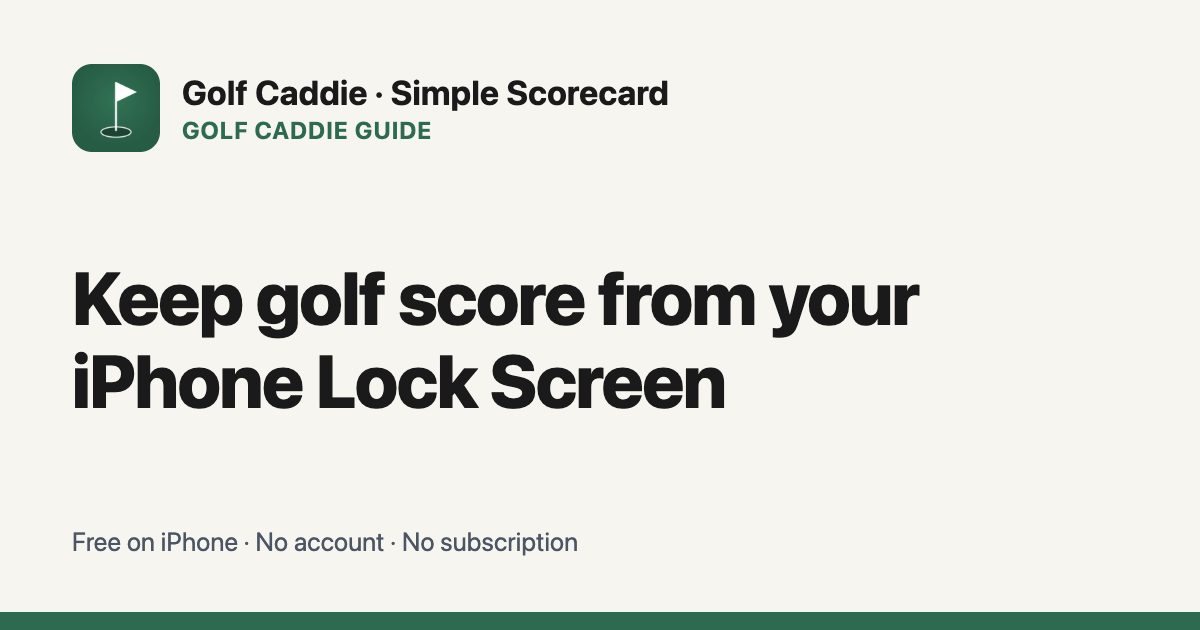 Golf Caddie · Simple Scorecard
GOLF CADDIE GUIDE
Keep golf score from your
iPhone Lock Screen
Free on iPhone · No account · No subscription